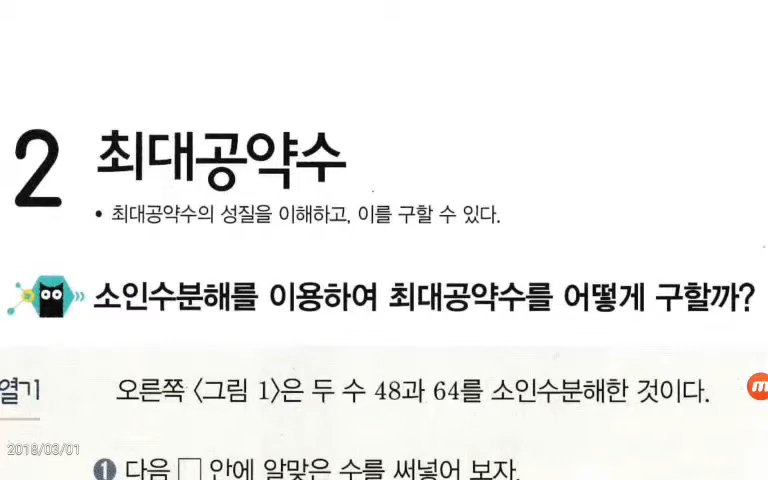 2 최대공약수
• 최대공약수의 성질을 이해하고, 이를 구할 수 있다.
소인수분해를 이용하여 최대공약수를 어떻게 구할까?
열기
오른쪽 〈그림 1〉은 두 수 48과 64를 소인수분해한 것이다.
m
2018/03/01
❶ 다음 □ 안에 알맞은 수를 써넣어 보자.